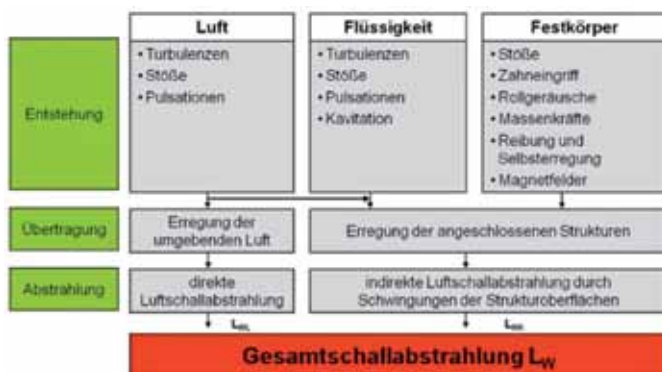 Luft
Flüssigkeit
Festkörper
Entstehung
• Turbulenzen
• Stöße
• Pulsationen
• Turbulenzen
• Stöße
• Pulsationen
• Kavitation
• Stöße
• Zahneingriff
• Rollgeräusche
• Massenkräfte
• Reibung und
Selbsterregung
• Magnetfelder
Übertragung
Erregung der
umgebenden Luft
Erregung der angeschlossenen Strukturen
Abstrahlung
direkte
Luftschallabstrahlung
indirekte Luftschallabstrahlung durch
Schwingungen der Strukturoberflächen
Gesamtschallabstrahlung LW